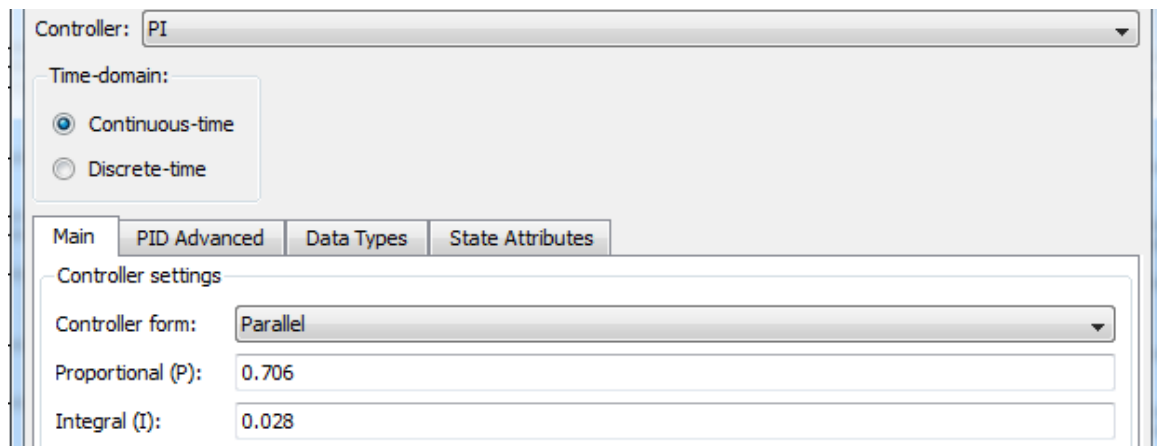 Controller: PI
Time-domain:
Continuous-time
Discrete-time
Main PID Advanced Data Types State Attributes
Controller settings
Controller form: Parallel
Proportional (P): 0.706
Integral (I): 0.028